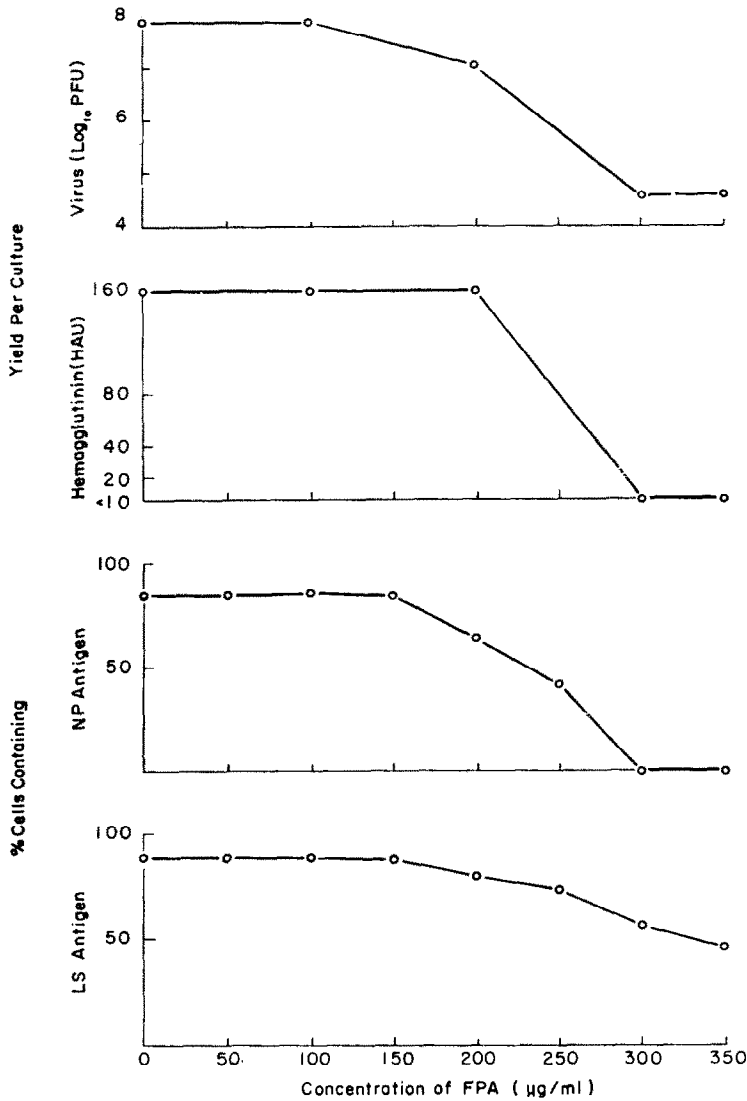 Yield Per Culture
Virus (Log₁₀ PFU)
8
6
4
Hemagglutinin (HAU)
160
80
40
20
<10
% Cells Containing
NP Antigen
100
50
LS Antigen
100
50
0 50 100 150 200 250 300 350
Concentration of FPA (µg/ml)